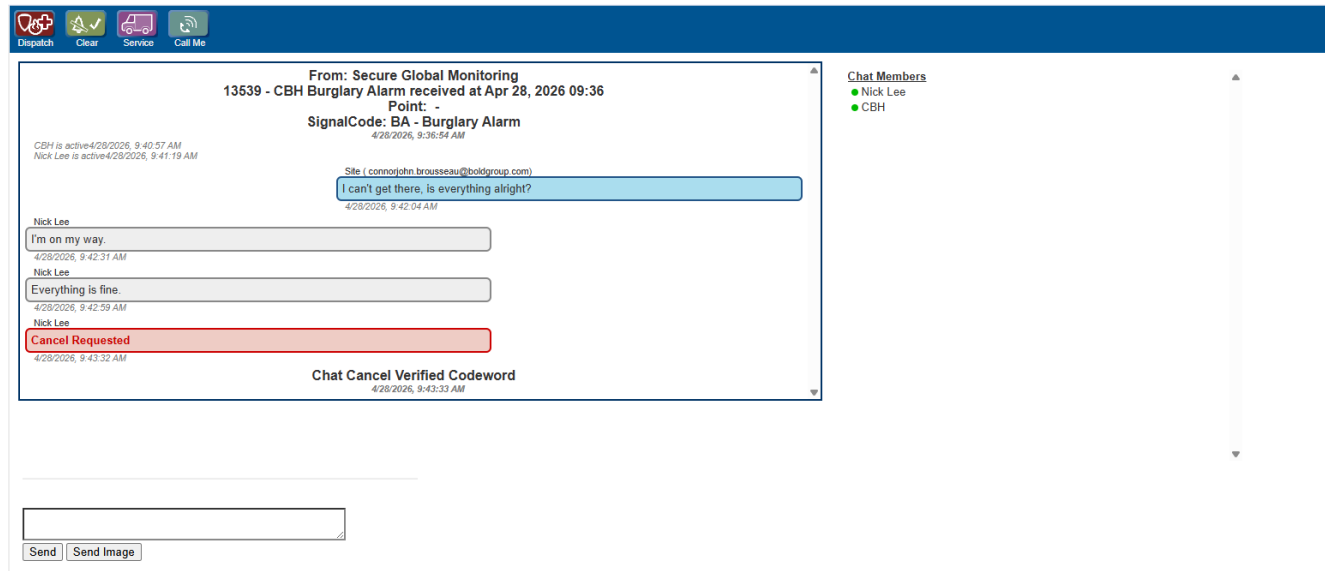 Dispatch
Clear
Service
Call Me
From: Secure Global Monitoring
13539 - CBH Burglary Alarm received at Apr 28, 2026 09:36
Point: -
SignalCode: BA - Burglary Alarm
4/28/2026, 9:36:54 AM
CBH is active4/28/2026, 9:40:57 AM
Nick Lee is active4/28/2026, 9:41:19 AM
Site ( connorjohn.brousseau@boldgroup.com)
I can't get there, is everything alright?
4/28/2026, 9:42:04 AM
Nick Lee
I'm on my way.
4/28/2026, 9:42:31 AM
Nick Lee
Everything is fine.
4/28/2026, 9:42:59 AM
Nick Lee
Cancel Requested
4/28/2026, 9:43:32 AM
Chat Cancel Verified Codeword
4/28/2026, 9:43:33 AM
Chat Members
Nick Lee
CBH
Send
Send Image